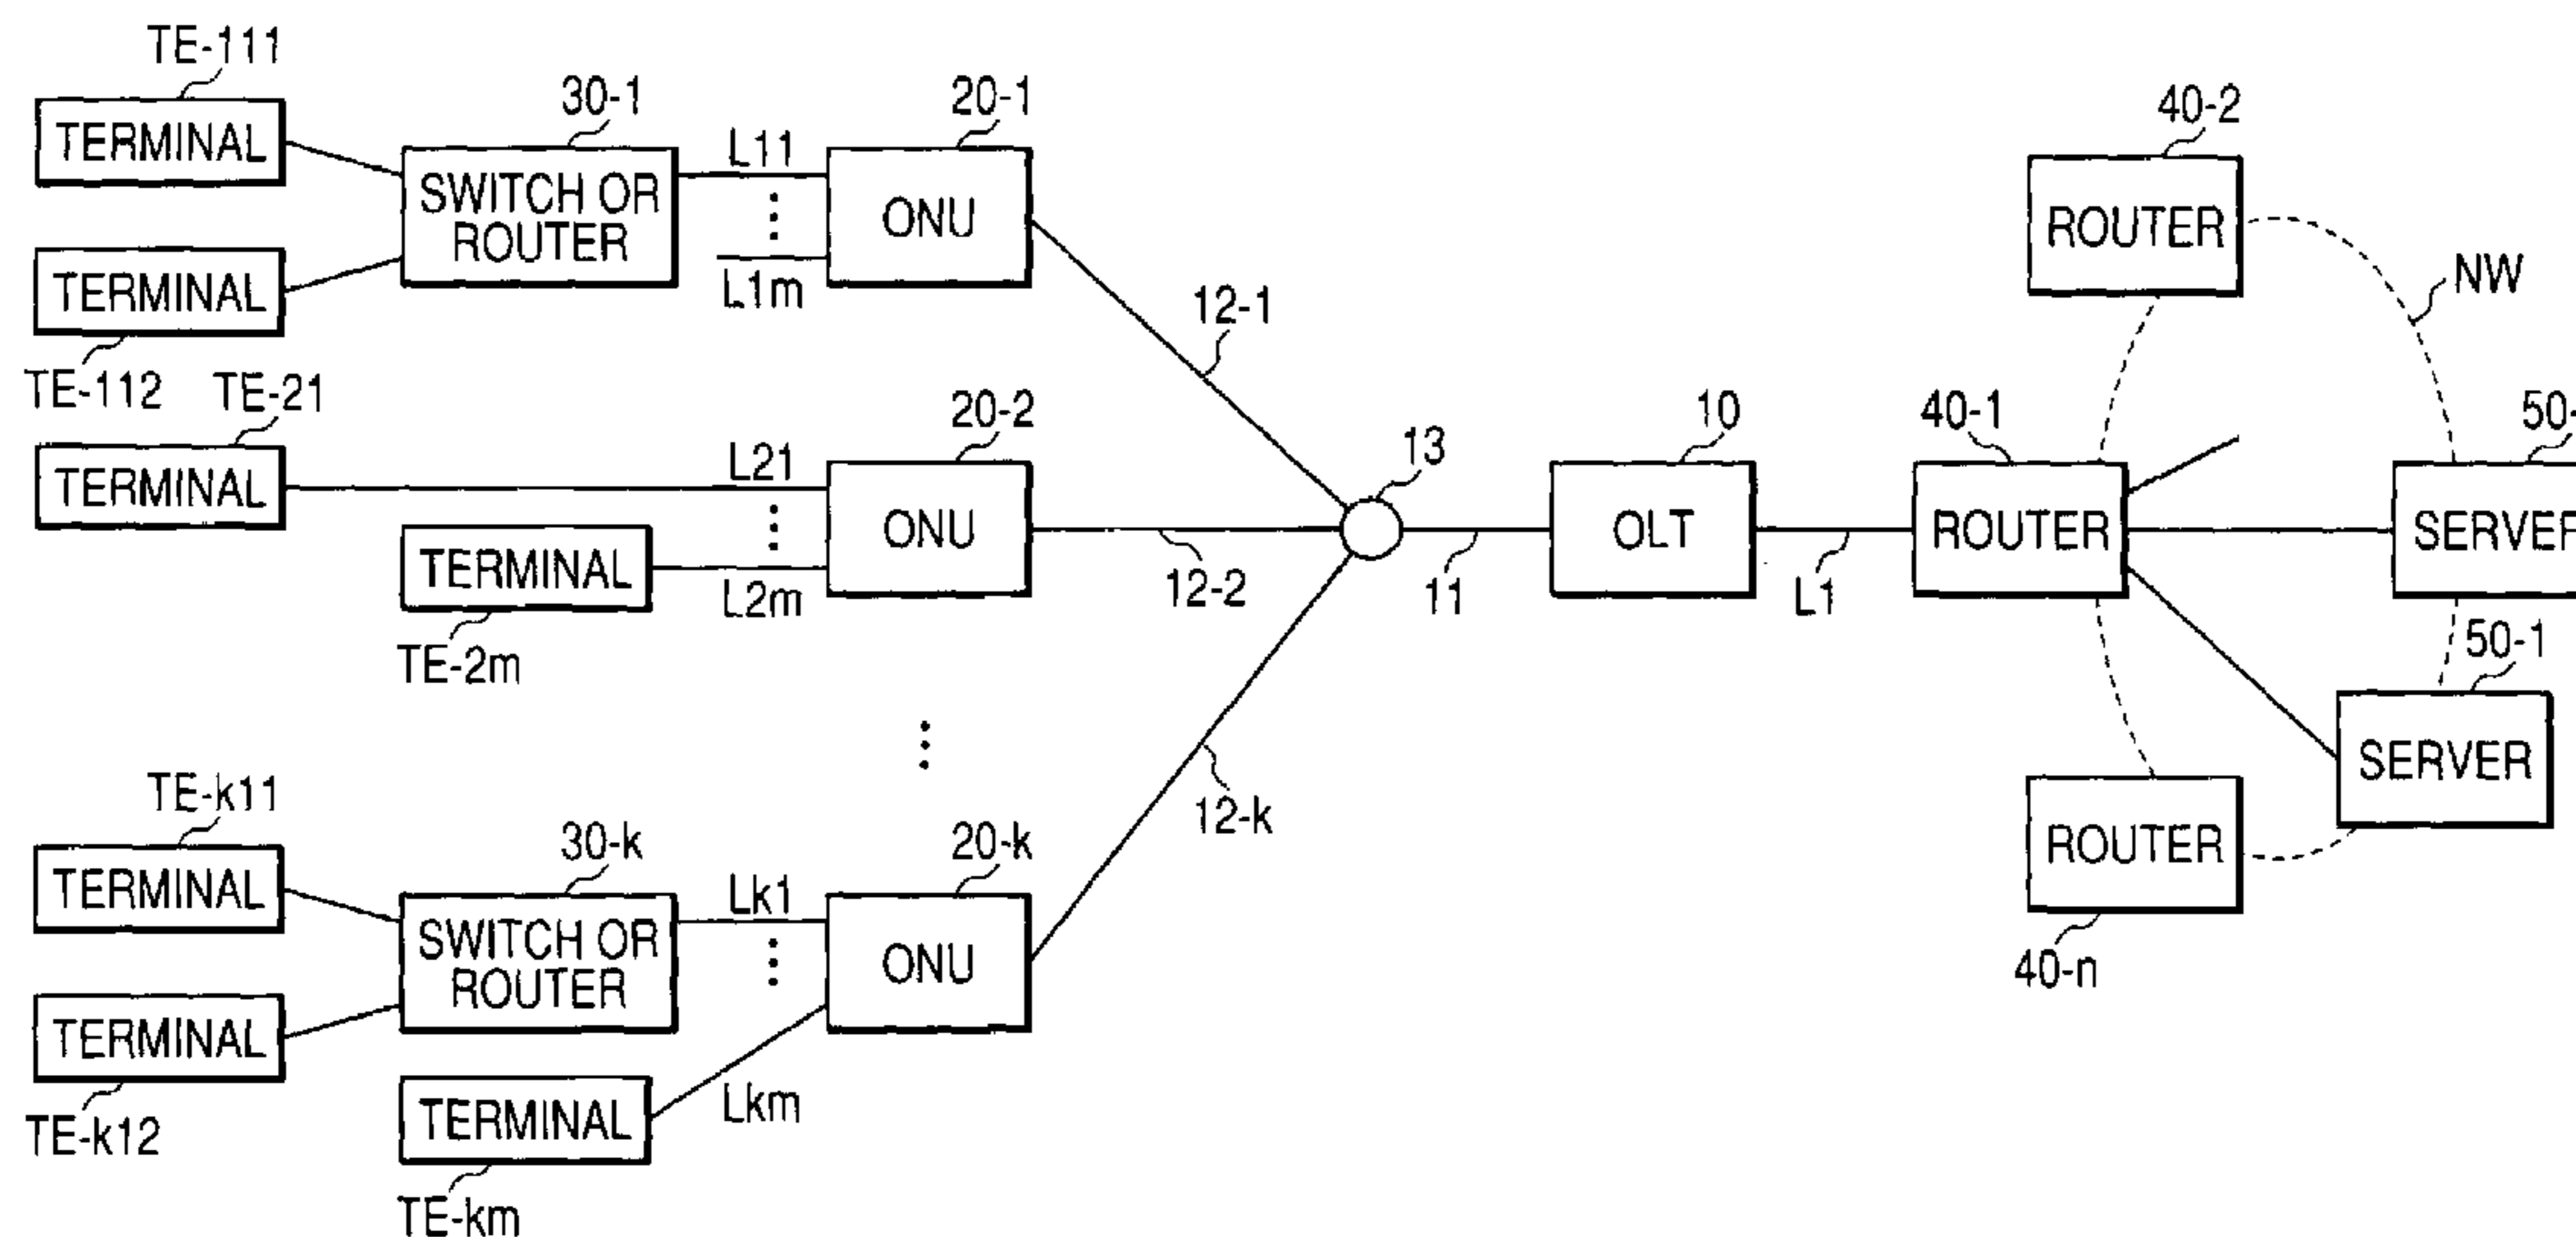 TE-111
TERMINAL
30-1
SWITCH OR
ROUTER
L11
L1m
20-1
ONU
TERMINAL
TE-112
12-1
TE-21
TERMINAL
L21
20-2
ONU
TERMINAL
L2m
TE-2m
12-2
13
11
10
OLT
L1
40-1
ROUTER
40-2
ROUTER
NW
50-
SERVER
50-1
SERVER
ROUTER
40-n
12-k
TE-k11
TERMINAL
30-k
SWITCH OR
ROUTER
Lk1
20-k
ONU
TERMINAL
TE-k12
TERMINAL
Lkm
TE-km